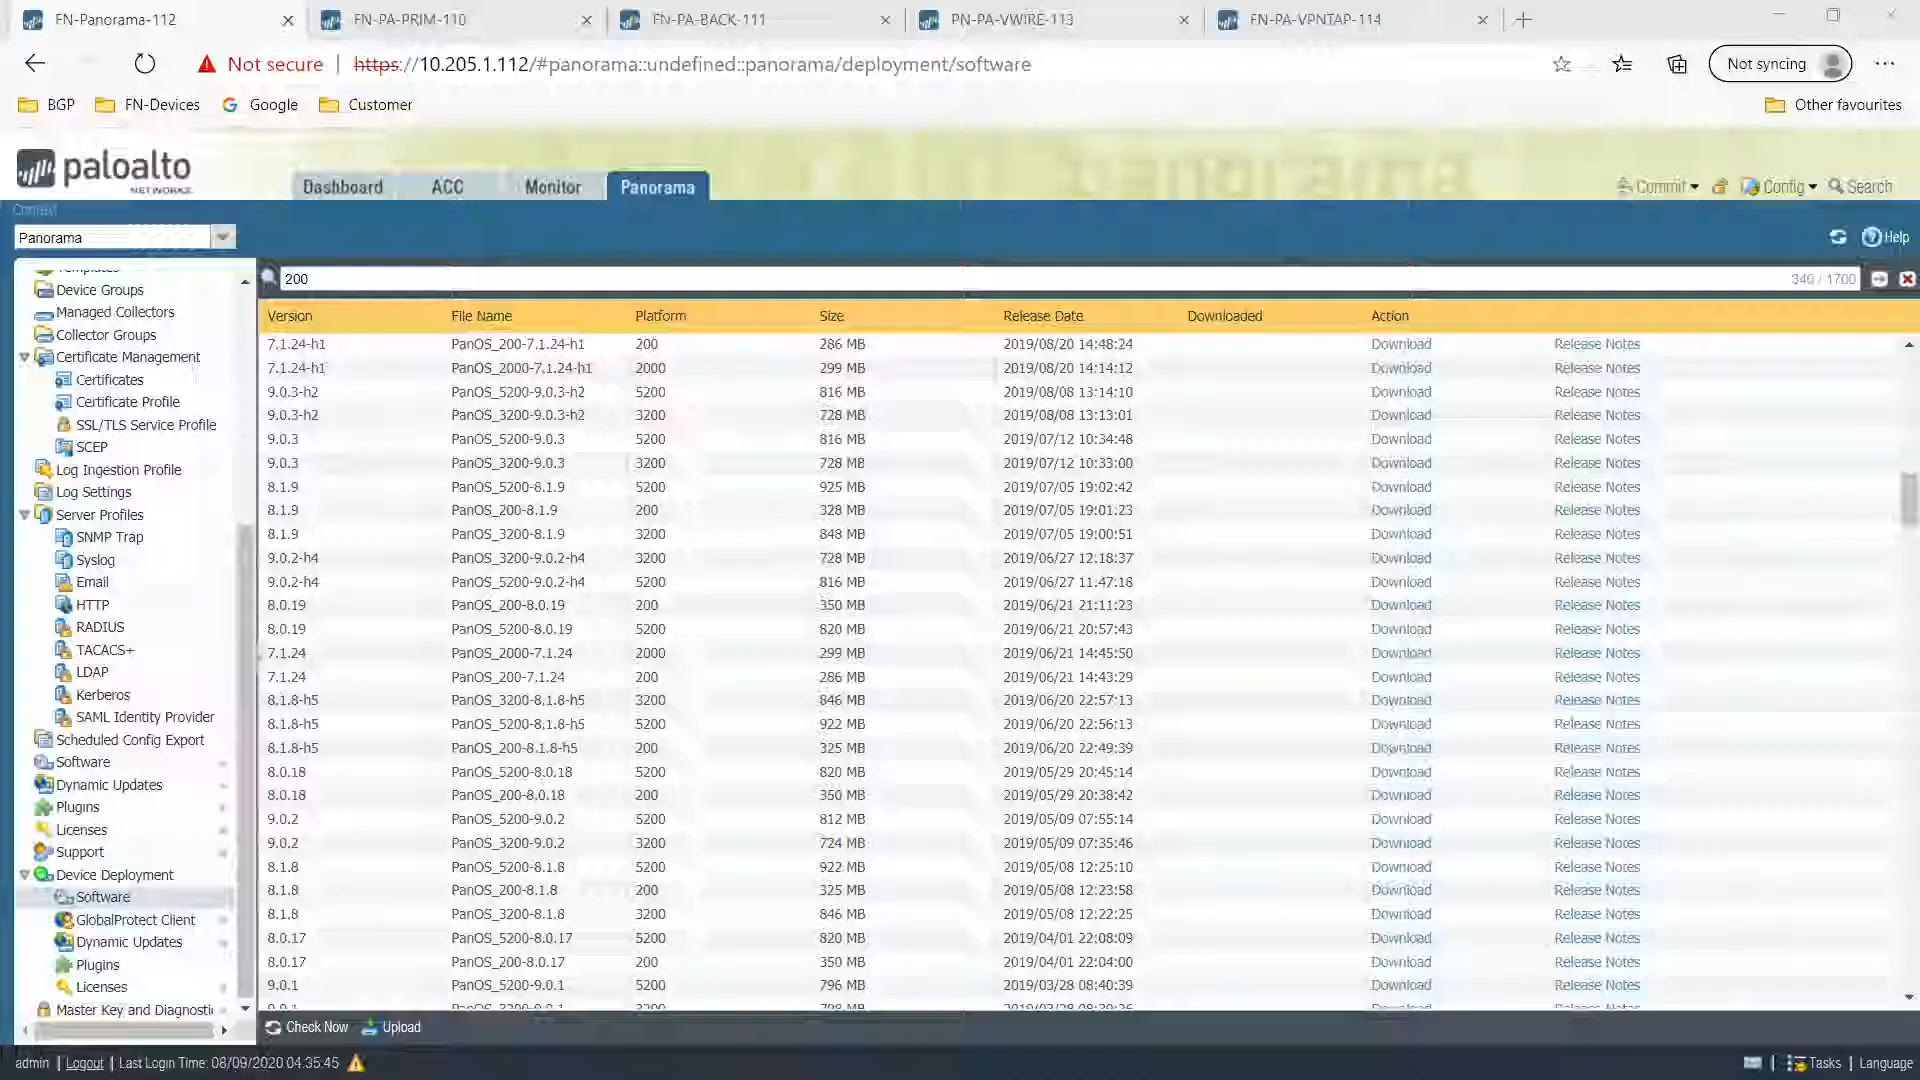 FN-Panorama-112
FN-PA-PRIM-110
FN-PA-BACK-111
PN-PA-VWIRE-113
FN-PA-VPNTAP-114
Not secure | https://10.205.1.112/#panorama::undefined::panorama/deployment/software
Not syncing
BGP FN-Devices Google Customer
Other favourites
paloalto
NETWORKS
Dashboard ACC Monitor Panorama
Commit Config Search
Context
Panorama
Help
Templates
Device Groups
Managed Collectors
Collector Groups
Certificate Management
Certificates
Certificate Profile
SSL/TLS Service Profile
SCEP
Log Ingestion Profile
Log Settings
Server Profiles
SNMP Trap
Syslog
Email
HTTP
RADIUS
TACACS+
LDAP
Kerberos
SAML Identity Provider
Scheduled Config Export
Software
Dynamic Updates
Plugins
Licenses
Support
Device Deployment
Software
GlobalProtect Client
Dynamic Updates
Plugins
Licenses
Master Key and Diagnosti
200
340 / 1700
Version File Name Platform Size Release Date Downloaded Action
7.1.24-h1 PanOS_200-7.1.24-h1 200 286 MB 2019/08/20 14:48:24 Download Release Notes
7.1.24-h1 PanOS_2000-7.1.24-h1 2000 299 MB 2019/08/20 14:14:12 Download Release Notes
9.0.3-h2 PanOS_5200-9.0.3-h2 5200 816 MB 2019/08/08 13:14:10 Download Release Notes
9.0.3-h2 PanOS_3200-9.0.3-h2 3200 728 MB 2019/08/08 13:13:01 Download Release Notes
9.0.3 PanOS_5200-9.0.3 5200 816 MB 2019/07/12 10:34:48 Download Release Notes
9.0.3 PanOS_3200-9.0.3 3200 728 MB 2019/07/12 10:33:00 Download Release Notes
8.1.9 PanOS_5200-8.1.9 5200 925 MB 2019/07/05 19:02:42 Download Release Notes
8.1.9 PanOS_200-8.1.9 200 328 MB 2019/07/05 19:01:23 Download Release Notes
8.1.9 PanOS_3200-8.1.9 3200 848 MB 2019/07/05 19:00:51 Download Release Notes
9.0.2-h4 PanOS_3200-9.0.2-h4 3200 728 MB 2019/06/27 12:18:37 Download Release Notes
9.0.2-h4 PanOS_5200-9.0.2-h4 5200 816 MB 2019/06/27 11:47:18 Download Release Notes
8.0.19 PanOS_200-8.0.19 200 350 MB 2019/06/21 21:11:23 Download Release Notes
8.0.19 PanOS_5200-8.0.19 5200 820 MB 2019/06/21 20:57:43 Download Release Notes
7.1.24 PanOS_2000-7.1.24 2000 299 MB 2019/06/21 14:45:50 Download Release Notes
7.1.24 PanOS_200-7.1.24 200 286 MB 2019/06/21 14:43:29 Download Release Notes
8.1.8-h5 PanOS_3200-8.1.8-h5 3200 846 MB 2019/06/20 22:57:13 Download Release Notes
8.1.8-h5 PanOS_5200-8.1.8-h5 5200 922 MB 2019/06/20 22:56:13 Download Release Notes
8.1.8-h5 PanOS_200-8.1.8-h5 200 325 MB 2019/06/20 22:49:39 Download Release Notes
8.0.18 PanOS_5200-8.0.18 5200 820 MB 2019/05/29 20:45:14 Download Release Notes
8.0.18 PanOS_200-8.0.18 200 350 MB 2019/05/29 20:38:42 Download Release Notes
9.0.2 PanOS_5200-9.0.2 5200 812 MB 2019/05/09 07:55:14 Download Release Notes
9.0.2 PanOS_3200-9.0.2 3200 724 MB 2019/05/09 07:35:46 Download Release Notes
8.1.8 PanOS_5200-8.1.8 5200 922 MB 2019/05/08 12:25:10 Download Release Notes
8.1.8 PanOS_200-8.1.8 200 325 MB 2019/05/08 12:23:58 Download Release Notes
8.1.8 PanOS_3200-8.1.8 3200 846 MB 2019/05/08 12:22:25 Download Release Notes
8.0.17 PanOS_5200-8.0.17 5200 820 MB 2019/04/01 22:08:09 Download Release Notes
8.0.17 PanOS_200-8.0.17 200 350 MB 2019/04/01 22:04:00 Download Release Notes
9.0.1 PanOS_5200-9.0.1 5200 796 MB 2019/03/28 08:40:39 Download Release Notes
Check Now Upload
admin | Logout | Last Login Time: 08/09/2020 04:35:45
Tasks | Language